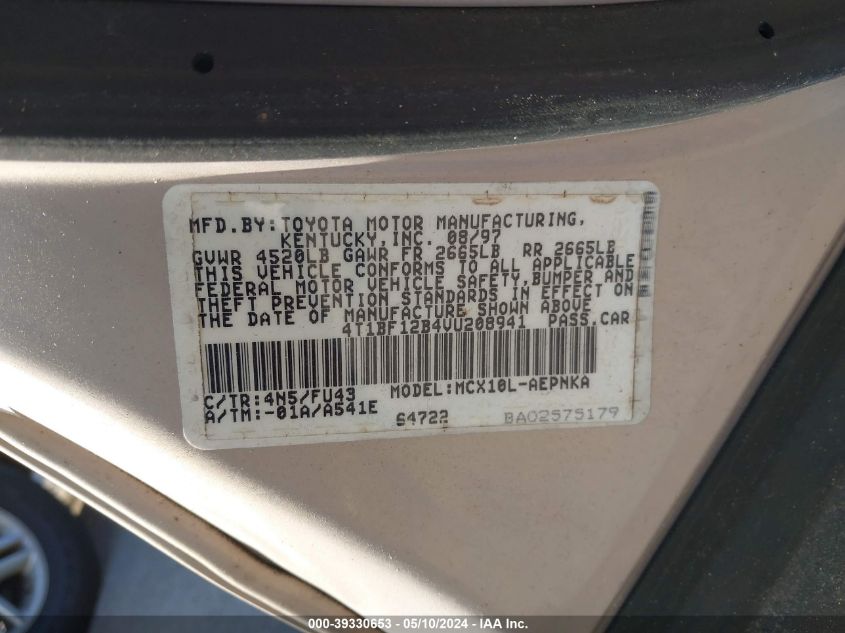 MFD.BY:TOYOTA MOTOR MANUFACTURING,
KENTUCKY,INC. 08/97
GVWR 4520LB GAWR FR 2665LB RR 2665LB
THIS VEHICLE CONFORMS TO ALL APPLICABLE
FEDERAL MOTOR VEHICLE SAFETY,BUMPER AND
THEFT PREVENTION STANDARDS IN EFFECT ON
THE DATE OF MANUFACTURE SHOWN ABOVE
4T1BF12B4VU208941 PASS.CAR
C/TR:4N5/FU43 MODEL:MCX10L-AEPNKA
A/TM:-01A/A541E 64722 BA02575179
000-39330653 - 05/10/2024 - IAAI.COM